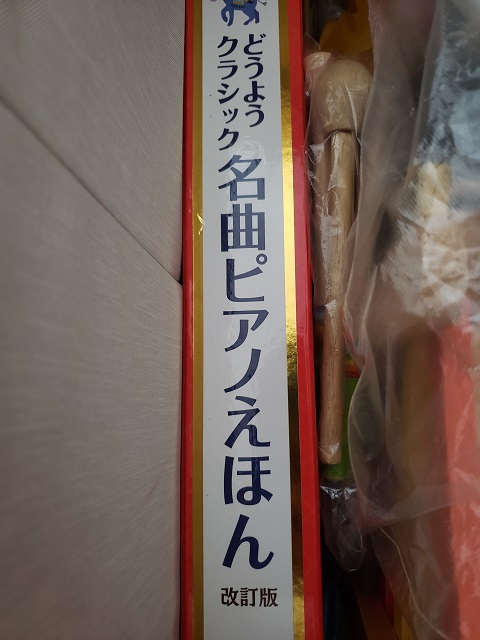 どうよう
クラシック
名曲ピアノえほん
改訂版